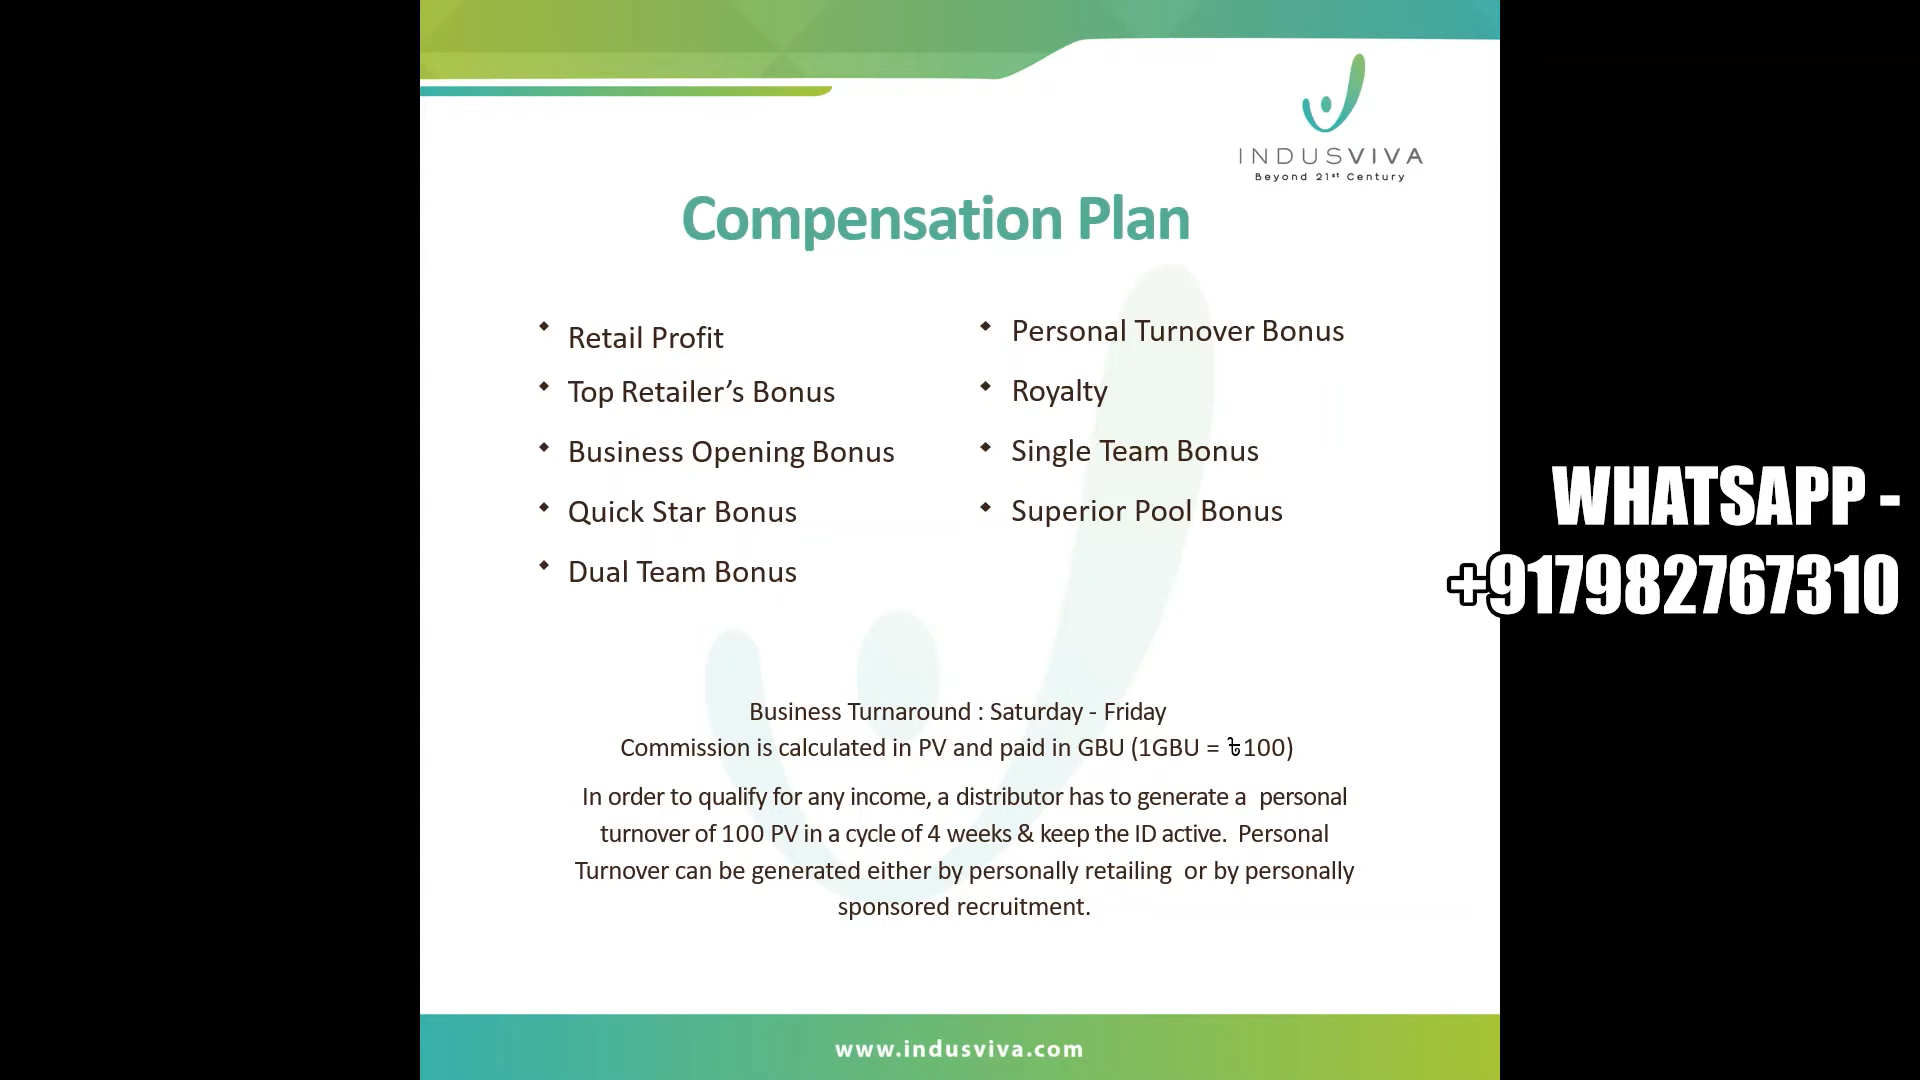 INDUSVIVA
Beyond 21st Century
Compensation Plan
Retail Profit
Top Retailer’s Bonus
Business Opening Bonus
Quick Star Bonus
Dual Team Bonus
Personal Turnover Bonus
Royalty
Single Team Bonus
Superior Pool Bonus
WHATSAPP -
+917982767310
Business Turnaround : Saturday - Friday
Commission is calculated in PV and paid in GBU (1GBU = ৳100)
In order to qualify for any income, a distributor has to generate a personal
turnover of 100 PV in a cycle of 4 weeks & keep the ID active. Personal
Turnover can be generated either by personally retailing or by personally
sponsored recruitment.
www.indusviva.com